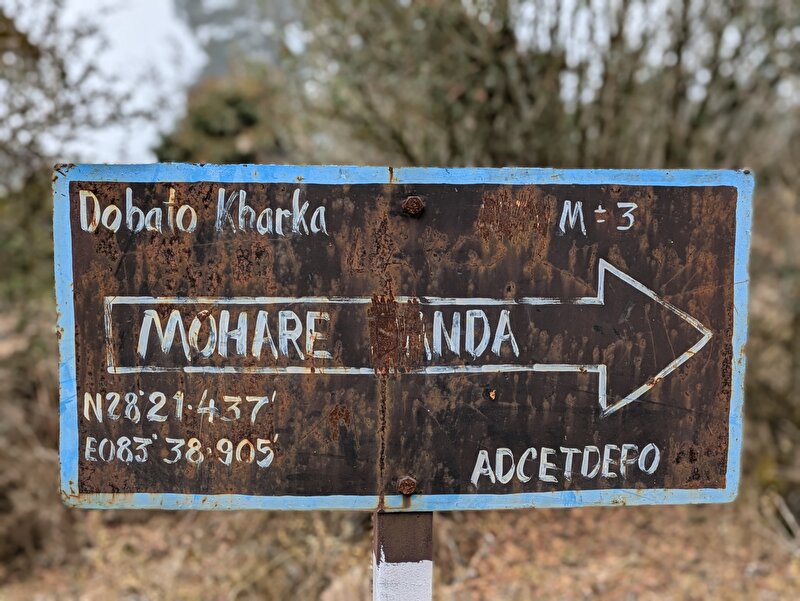 Dobato Kharka M-3
MOHARE
N28°21.437'
E083°38.905'
ADCETDEPO